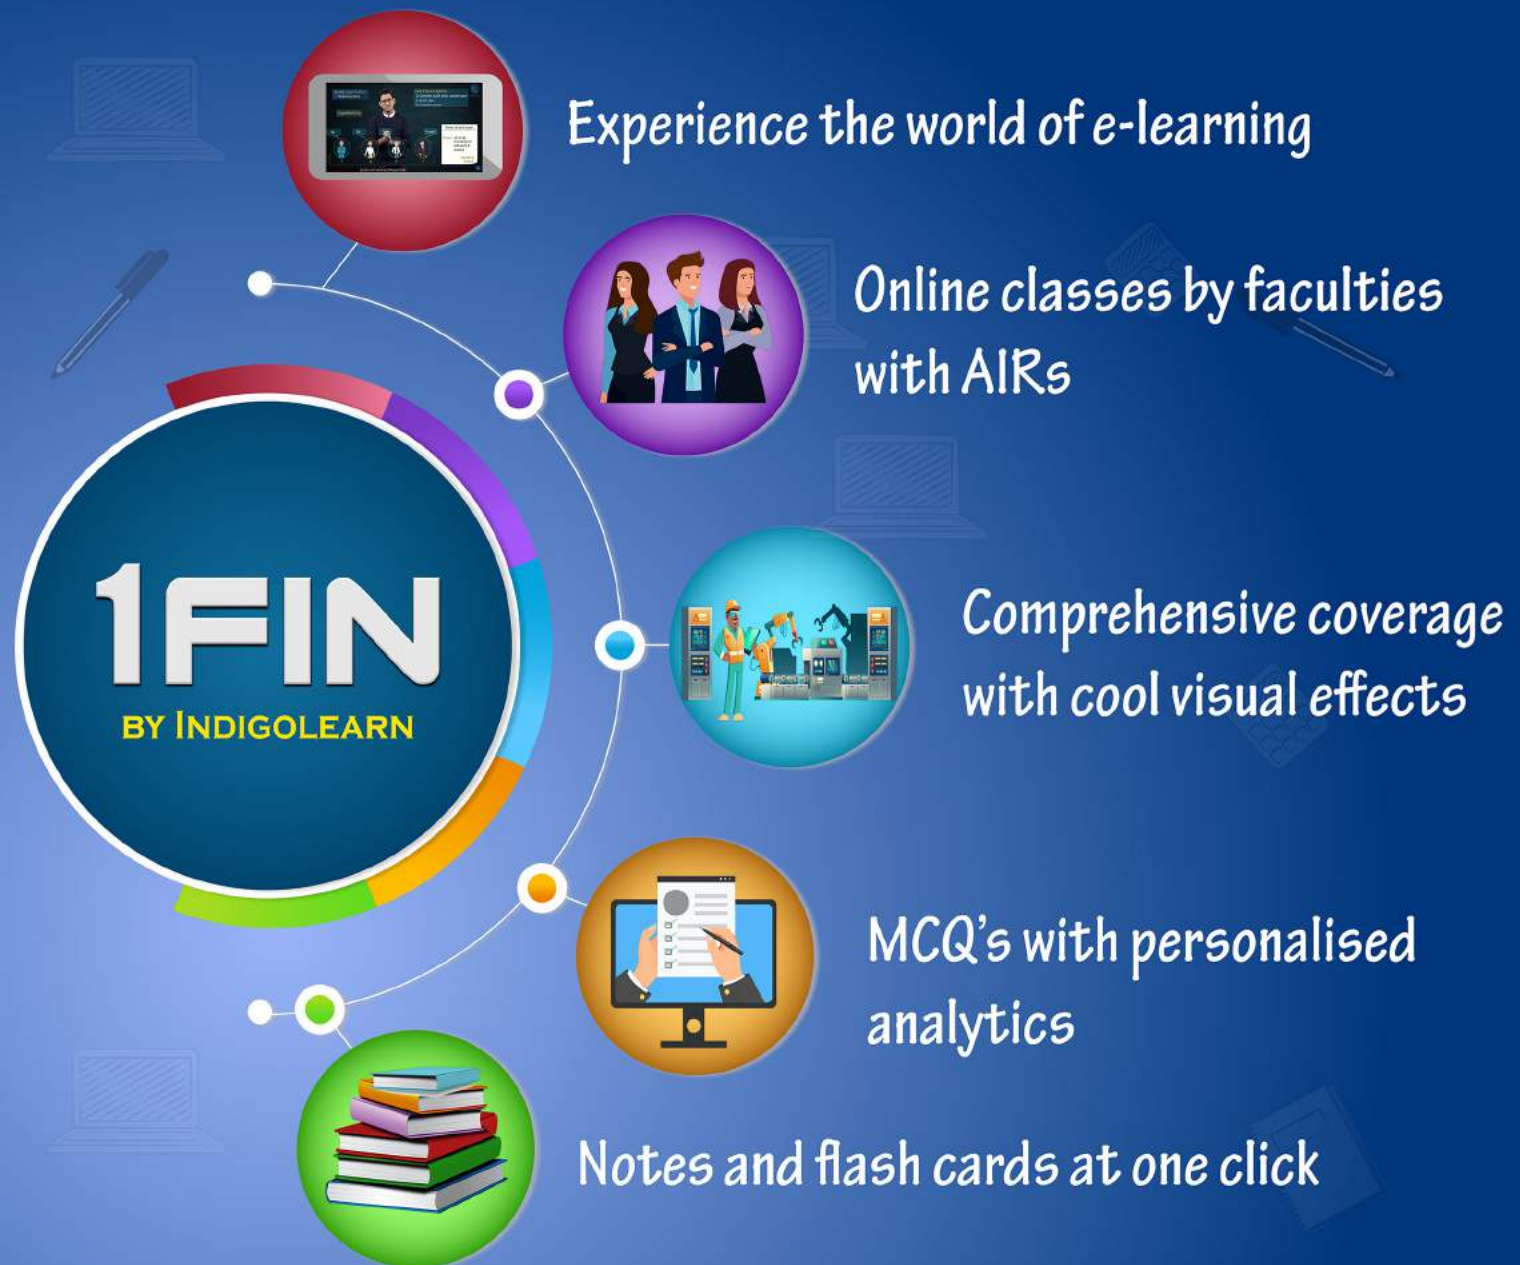 Experience the world of e-learning
Online classes by faculties
with AIRs
1FIN
BY INDIGOLEARN
Comprehensive coverage
with cool visual effects
MCQ's with personalised
analytics
Notes and flash cards at one click